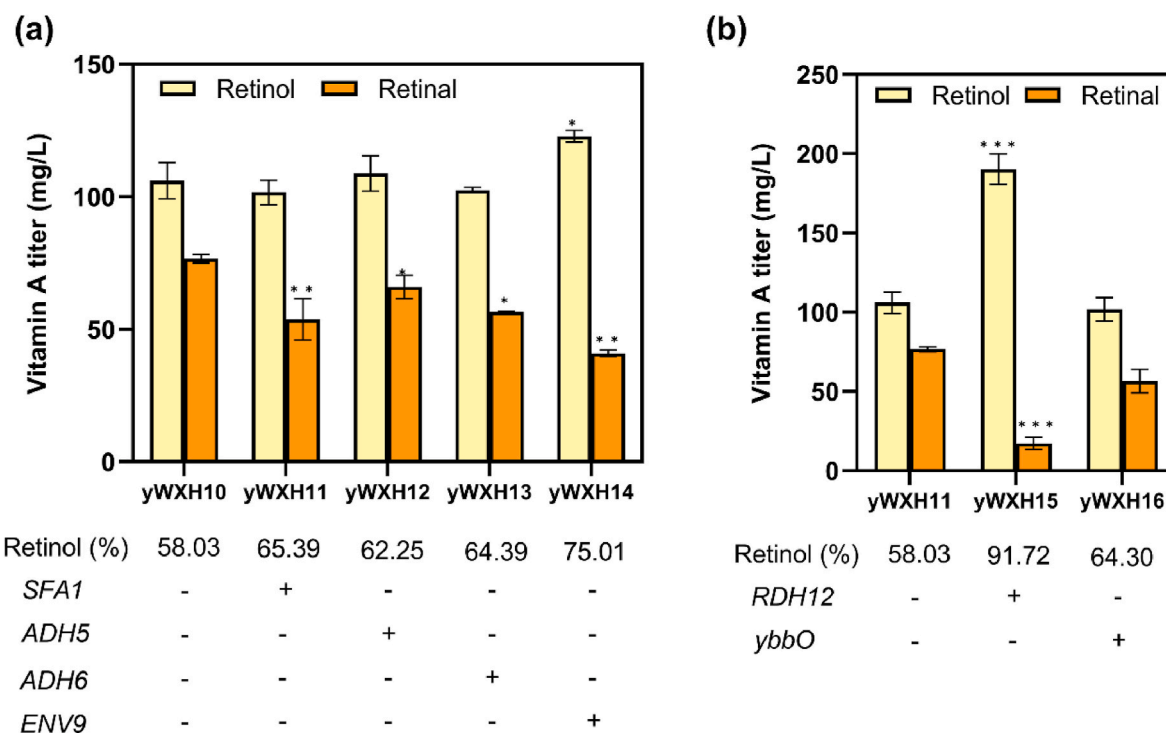 (a)
Vitamin A titer (mg/L)
150
100
50
0
Retinol Retinal
*
* *
*
*
* *
yWXH10 yWXH11 yWXH12 yWXH13 yWXH14
Retinol (%) 58.03 65.39 62.25 64.39 75.01
SFA1 - + - - -
ADH5 - - + - -
ADH6 - - - + -
ENV9 - - - - +
(b)
Vitamin A titer (mg/L)
250
200
150
100
50
0
Retinol Retinal
* * *
* * *
yWXH11 yWXH15 yWXH16
Retinol (%) 58.03 91.72 64.30
RDH12 - + -
ybbO - - +